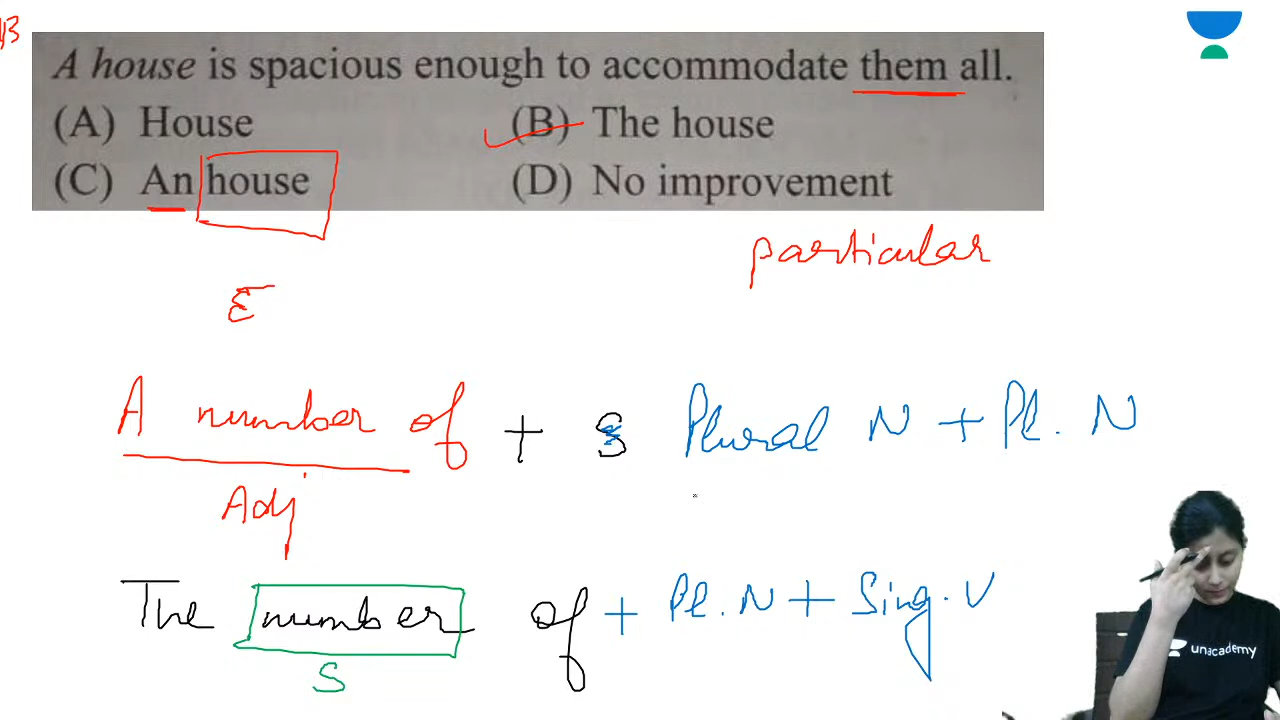 A house is spacious enough to accommodate them all.
(A) House (B) The house
(C) An house (D) No improvement
particular
E
A number of + S Plural N + Pl. N
Adj
The number of + Pl. N + Sing. V
S
unacademy